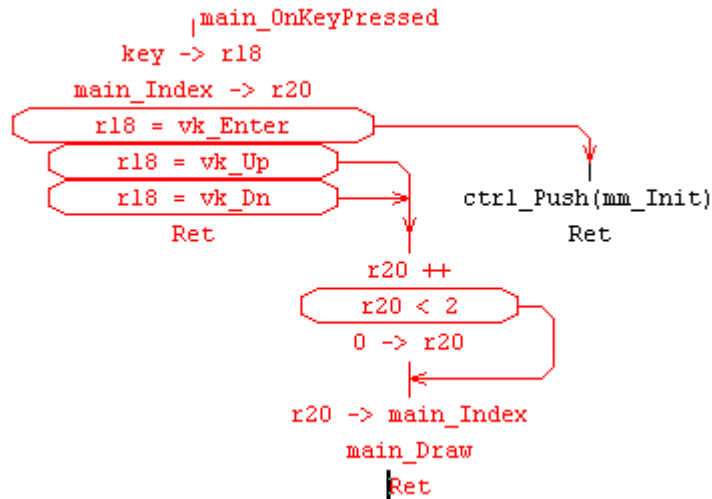 main_OnKeyPressed
key -> r18
main_Index -> r20
r18 = vk_Enter
r18 = vk_Up
r18 = vk_Dn
Ret
ctrl_Push(mm_Init)
Ret
r20 ++
r20 < 2
0 -> r20
r20 -> main_Index
main_Draw
Ret